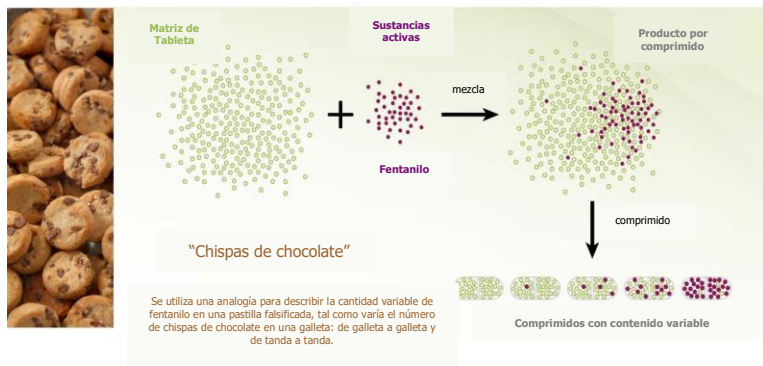 Matriz de
Tableta
Sustancias
activas
Producto por
comprimido
mezcla
Fentanilo
comprimido
“Chispas de chocolate”
Se utiliza una analogía para describir la cantidad variable de
fentanilo en una pastilla falsificada, tal como varía el número
de chispas de chocolate en una galleta: de galleta a galleta y
de tanda a tanda.
Comprimidos con contenido variable